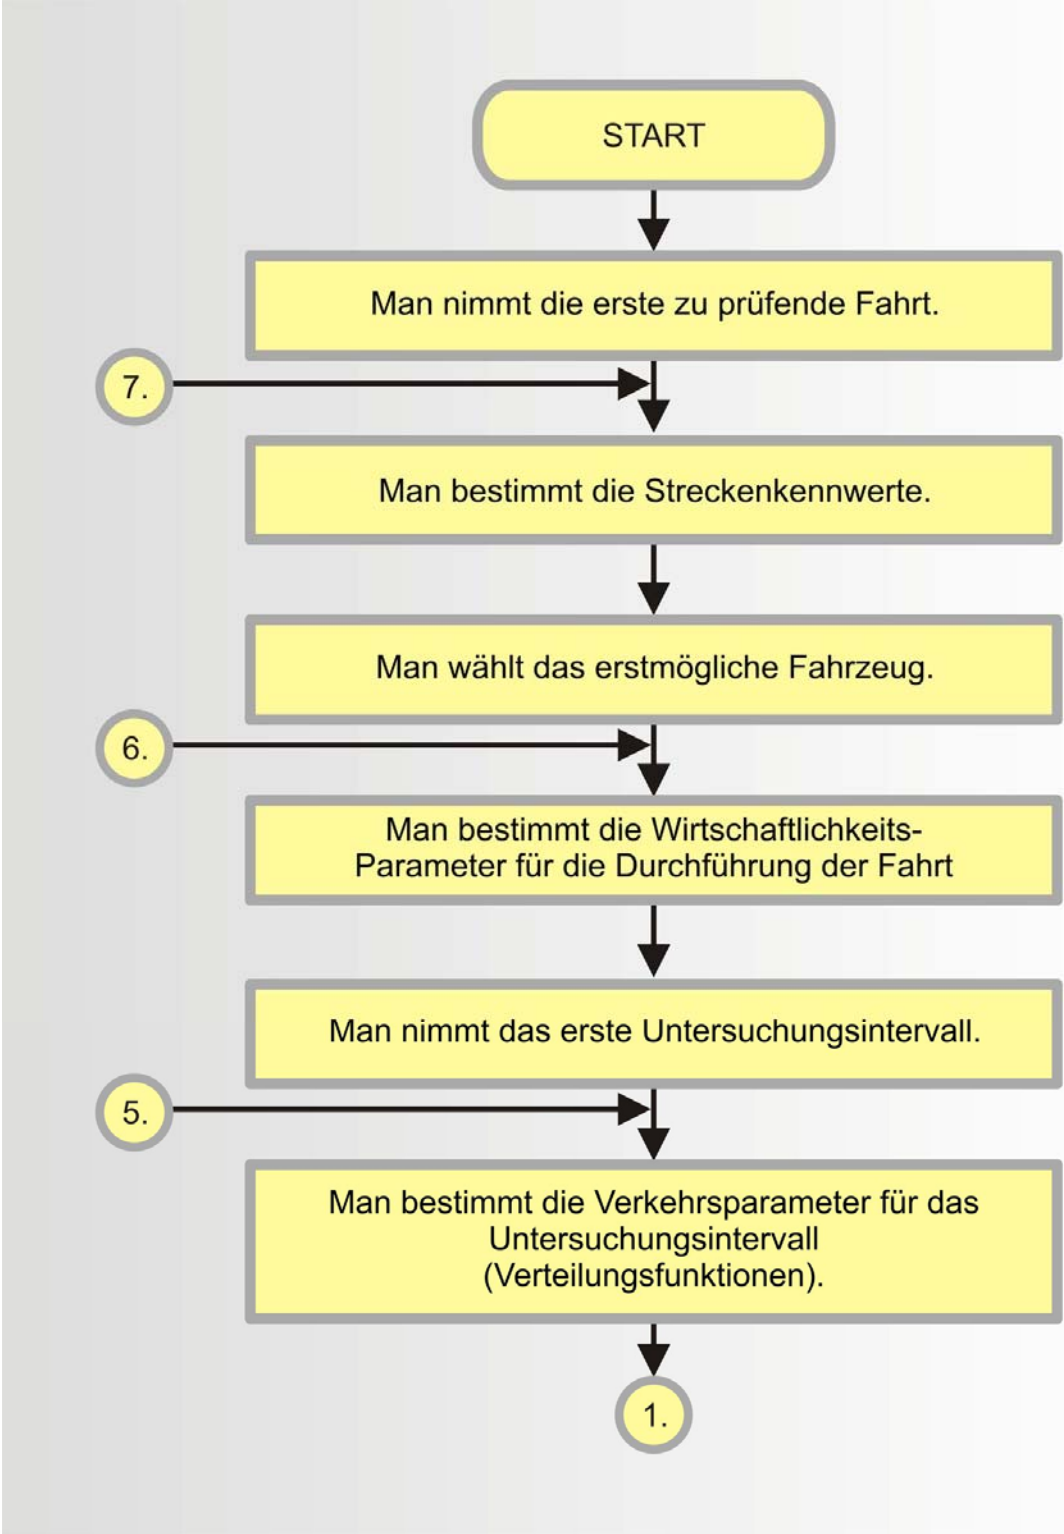 START
Man nimmt die erste zu prüfende Fahrt.
7.
Man bestimmt die Streckenkennwerte.
Man wählt das erstmögliche Fahrzeug.
6.
Man bestimmt die Wirtschaftlichkeits-
Parameter für die Durchführung der Fahrt
Man nimmt das erste Untersuchungsintervall.
5.
Man bestimmt die Verkehrsparameter für das
Untersuchungsintervall
(Verteilungsfunktionen).
1.